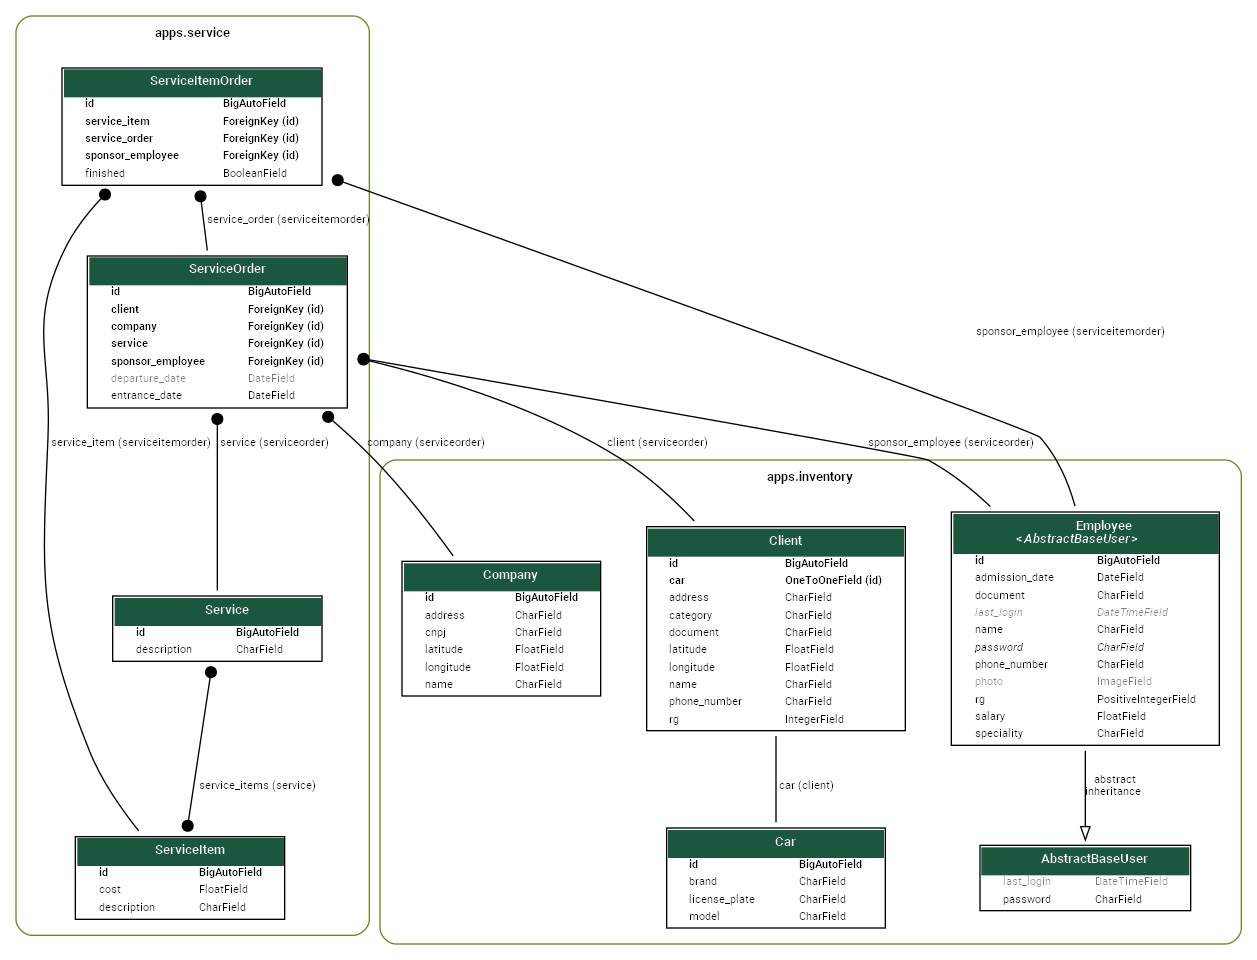 apps.service
ServiceItemOrder
id BigAutoField
service_item ForeignKey (id)
service_order ForeignKey (id)
sponsor_employee ForeignKey (id)
finished BooleanField
service_order (serviceitemorder)
ServiceOrder
id BigAutoField
client ForeignKey (id)
company ForeignKey (id)
service ForeignKey (id)
sponsor_employee ForeignKey (id)
departure_date DateField
entrance_date DateField
sponsor_employee (serviceitemorder)
service_item (serviceitemorder)
service (serviceorder)
company (serviceorder)
client (serviceorder)
sponsor_employee (serviceorder)
Service
id BigAutoField
description CharField
service_items (service)
ServiceItem
id BigAutoField
cost FloatField
description CharField
apps.inventory
Company
id BigAutoField
address CharField
cnpj CharField
latitude FloatField
longitude FloatField
name CharField
Client
id BigAutoField
car OneToOneField (id)
address CharField
category CharField
document CharField
latitude FloatField
longitude FloatField
name CharField
phone_number CharField
rg IntegerField
car (client)
Car
id BigAutoField
brand CharField
license_plate CharField
model CharField
Employee
<AbstractBaseUser>
id BigAutoField
admission_date DateField
document CharField
last_login DateTimeField
name CharField
password CharField
phone_number CharField
photo ImageField
rg PositiveIntegerField
salary FloatField
speciality CharField
abstract
inheritance
AbstractBaseUser
last_login DateTimeField
password CharField